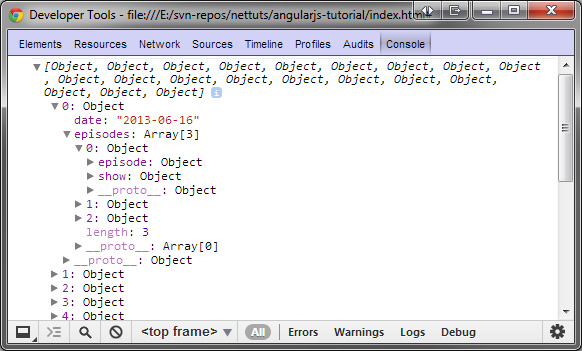 Developer Tools - file:///E:/svn-repos/nettuts/angularjs-tutorial/index.html
Elements Resources Network Sources Timeline Profiles Audits Console
[Object, Object, Object, Object, Object, Object, Object, Object, Object
, Object, Object, Object, Object, Object, Object, Object, Object,
Object, Object, Object]
0: Object
date: "2013-06-16"
episodes: Array[3]
0: Object
episode: Object
show: Object
__proto__: Object
1: Object
2: Object
length: 3
__proto__: Array[0]
__proto__: Object
1: Object
2: Object
3: Object
4: Object
<top frame> All Errors Warnings Logs Debug